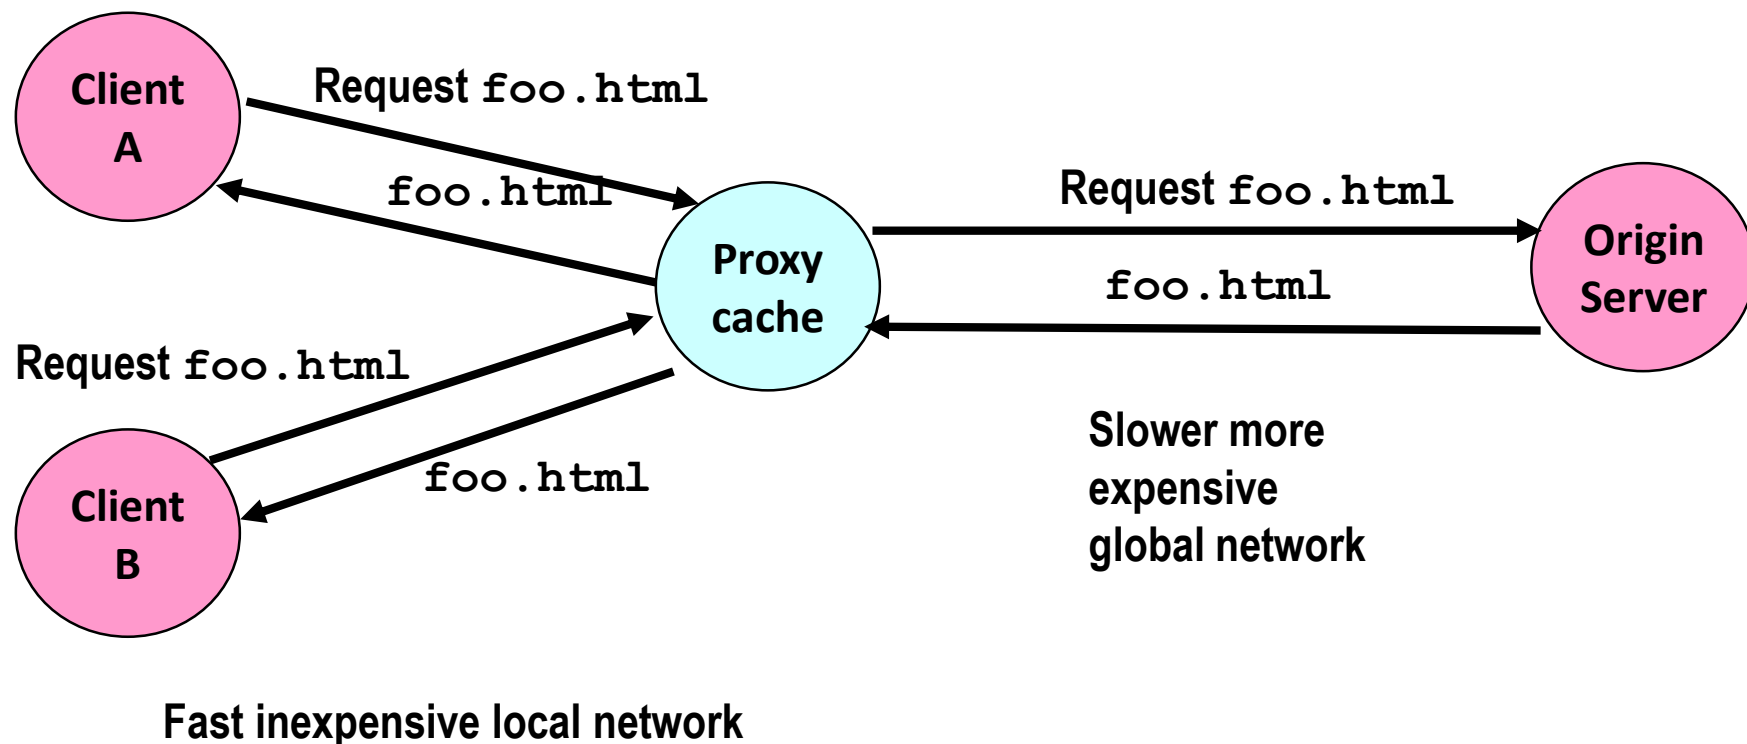 Client
A
Request foo.html
foo.html
Request foo.html
foo.html
Proxy
cache
Origin
Server
Request foo.html
foo.html
Client
B
Slower more
expensive
global network
Fast inexpensive local network